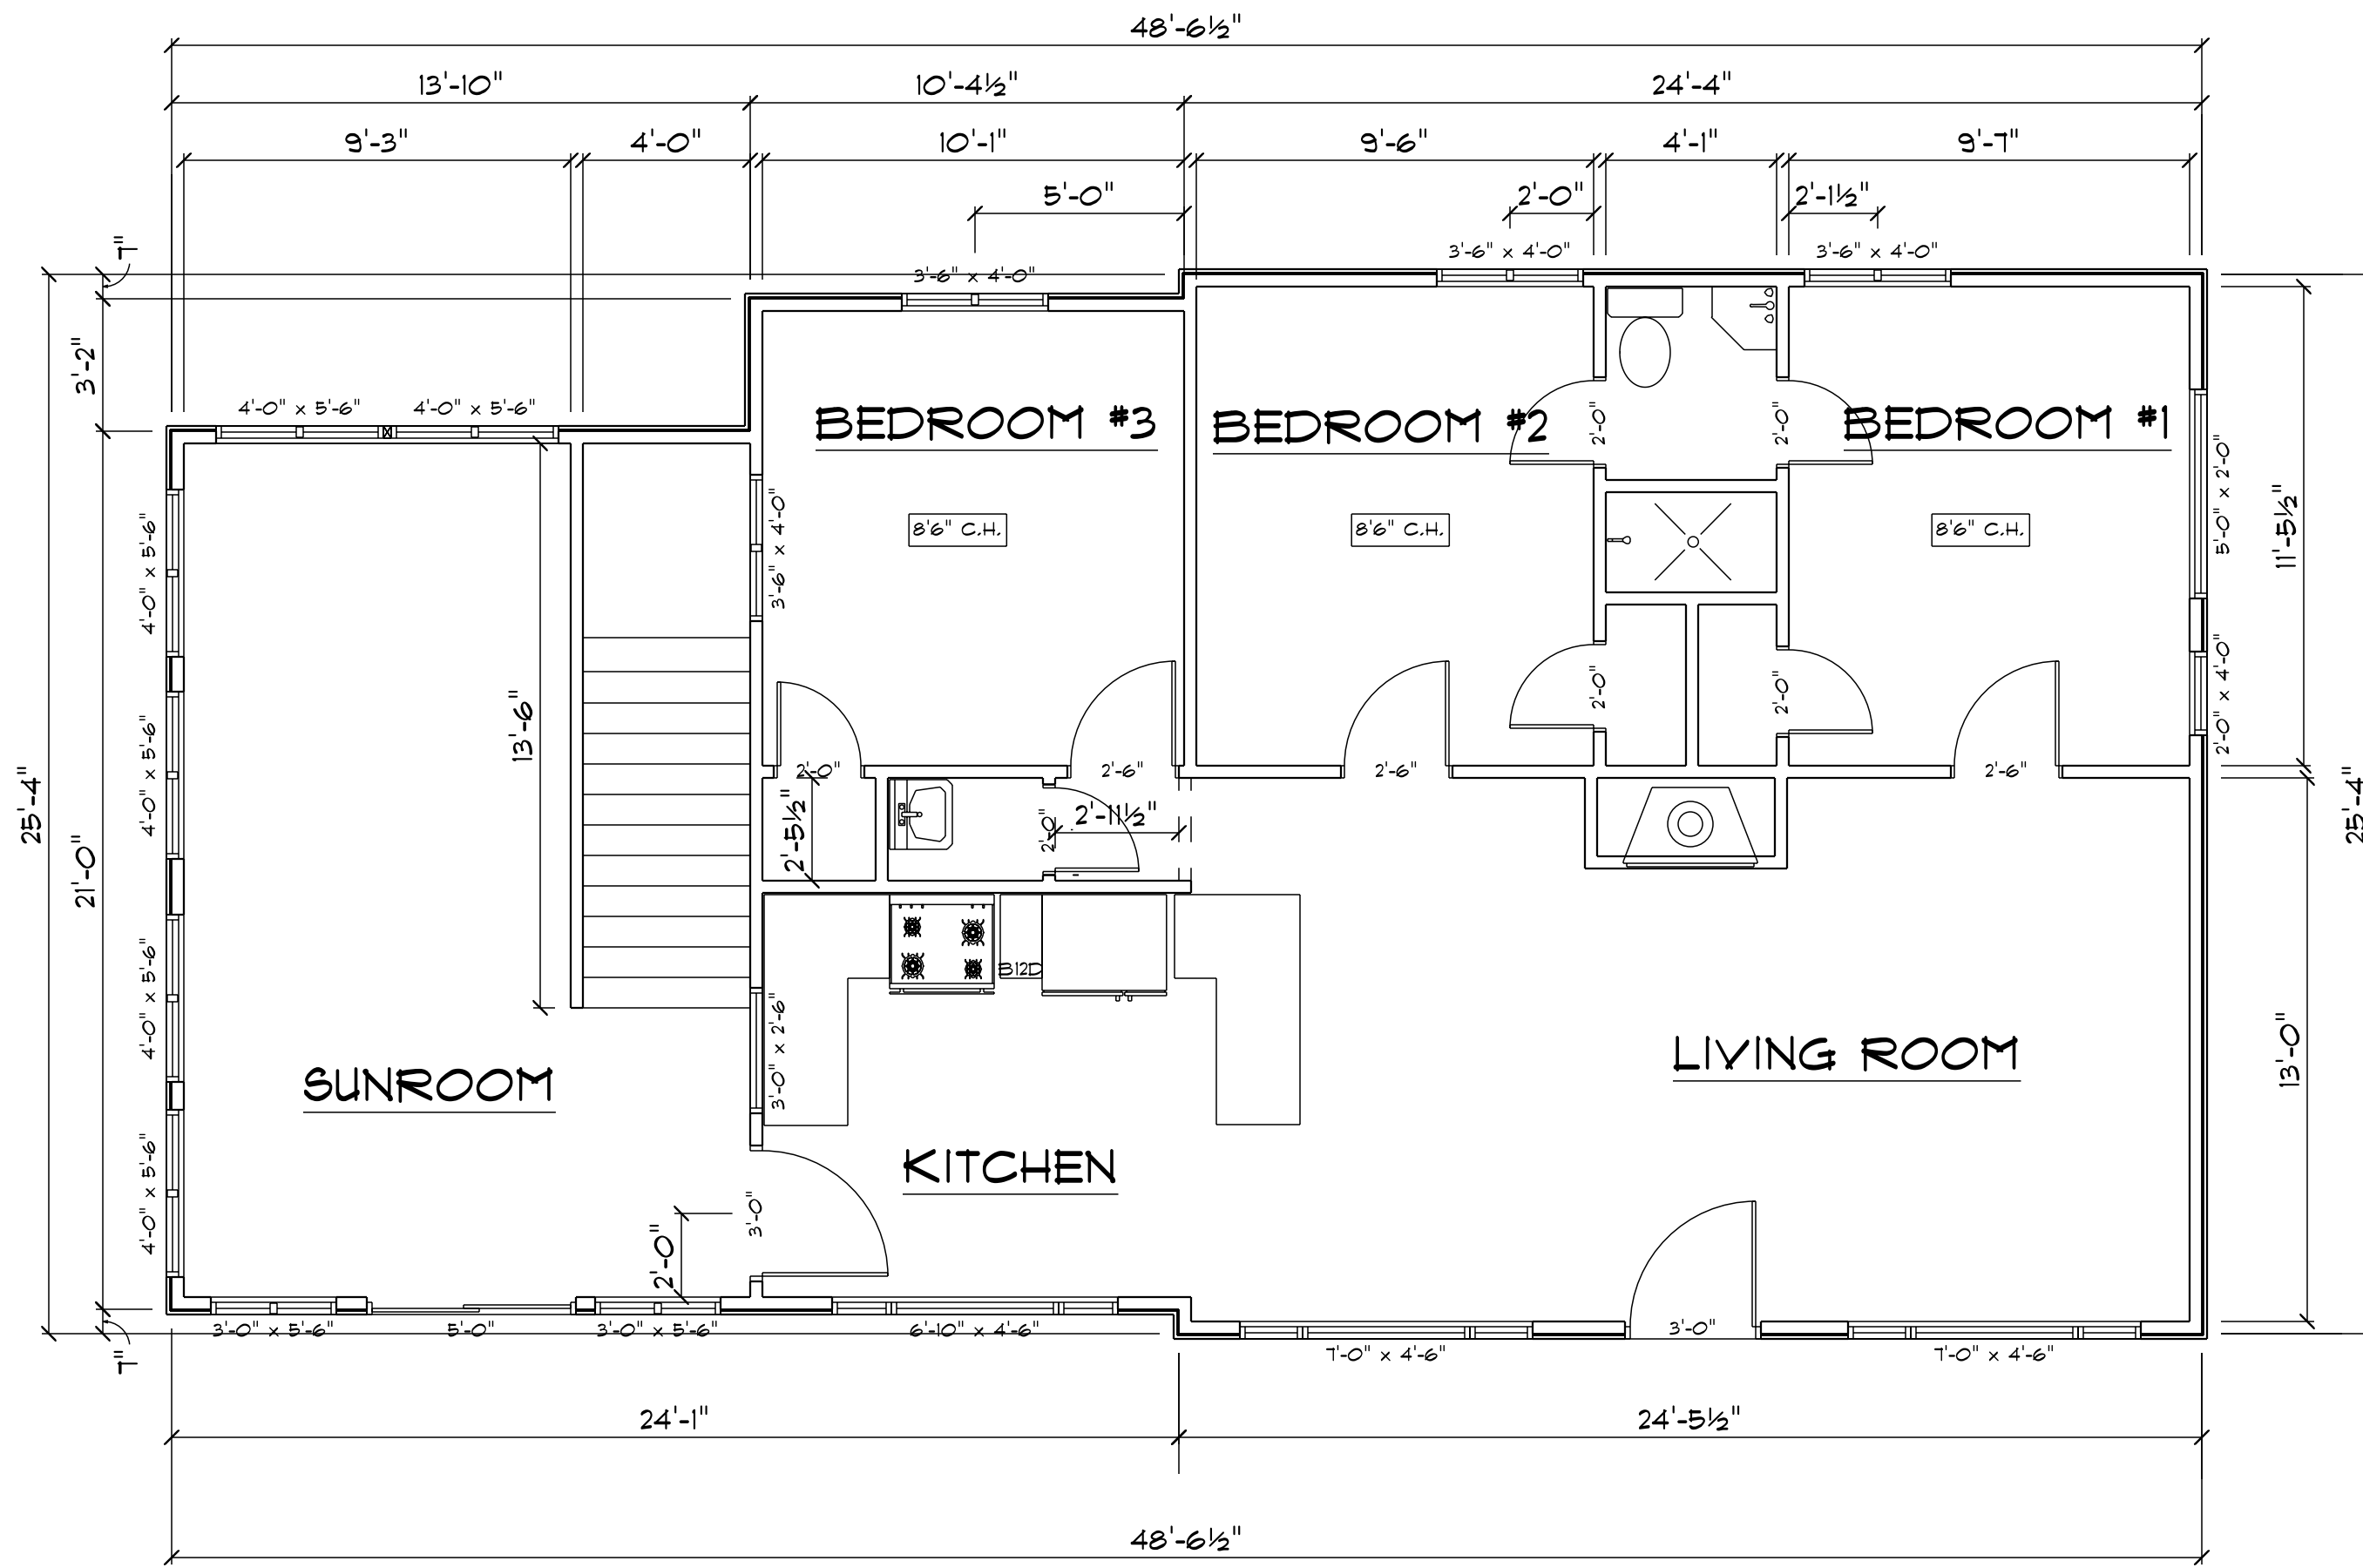 48'-6½"
13'-10"
10'-4½"
24'-4"
9'-3"
4'-0"
10'-1"
9'-6"
4'-1"
9'-7"
5'-0"
2'-0"
2'-1½"
7"
3'-6" x 4'-0"
3'-6" x 4'-0"
3'-6" x 4'-0"
3'-2"
4'-0" x 5'-6"
4'-0" x 5'-6"
BEDROOM #3
BEDROOM #2
2'-0"
2'-0"
BEDROOM #1
5'-0" x 2'-0"
11'-5½"
4'-0" x 5'-6"
3'-6" x 4'-0"
8'6" C.H.
8'6" C.H.
8'6" C.H.
2'-0" x 4'-0"
2'-0"
2'-0"
13'-6"
4'-0" x 5'-6"
25'-4"
21'-0"
2'-0"
2'-6"
2'-6"
2'-6"
25'-4"
2'-5½"
2'-0"
2'-11½"
4'-0" x 5'-6"
B12D
3'-0" x 2'-6"
13'-0"
LIVING ROOM
SUNROOM
KITCHEN
4'-0" x 5'-6"
3'-0"
2'-0"
3'-0" x 5'-6"
5'-0"
3'-0" x 5'-6"
6'-10" x 4'-6"
3'-0"
7"
7'-0" x 4'-6"
7'-0" x 4'-6"
24'-1"
24'-5½"
48'-6½"